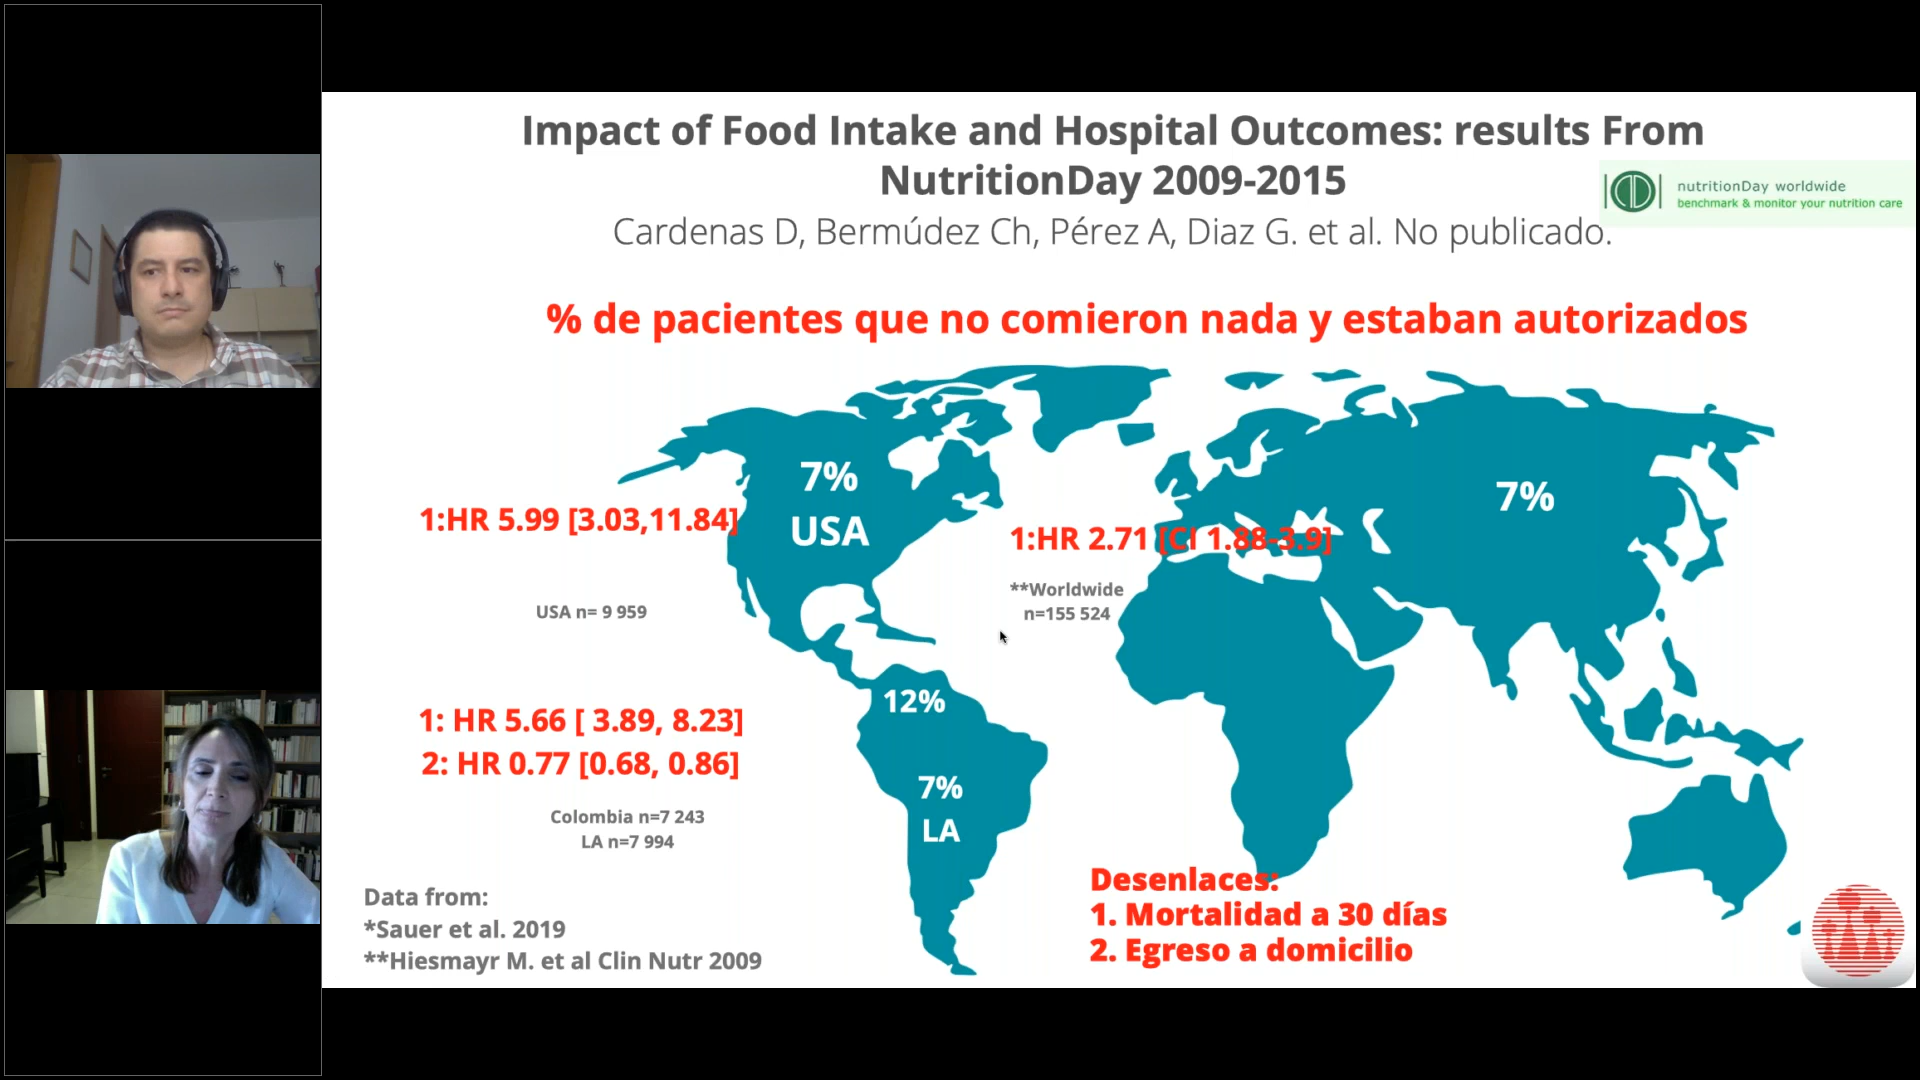 Impact of Food Intake and Hospital Outcomes: results From
NutritionDay 2009-2015
nutritionDay worldwide
benchmark & monitor your nutrition care
Cardenas D, Bermúdez Ch, Pérez A, Diaz G. et al. No publicado.
% de pacientes que no comieron nada y estaban autorizados
7%
USA
7%
1:HR 5.99 [3.03,11.84]
1:HR 2.71 [CI 1.88-3.9]
**Worldwide
n=155 524
USA n= 9 959
12%
1: HR 5.66 [ 3.89, 8.23]
2: HR 0.77 [0.68, 0.86]
7%
LA
Colombia n=7 243
LA n=7 994
Desenlaces:
1. Mortalidad a 30 días
2. Egreso a domicilio
Data from:
*Sauer et al. 2019
**Hiesmayr M. et al Clin Nutr 2009